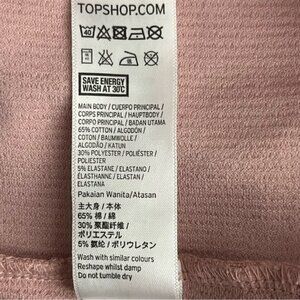 TOPSHOP.COM
40
SAVE ENERGY
WASH AT 30°C
MAIN BODY / CUERPO PRINCIPAL /
CORPS PRINCIPAL / HAUPTBODY /
CORPO PRINCIPAL / BADAN UTAMA
65% COTTON / ALGODÓN /
COTON / BAUMWOLLE /
ALGODÃO / KATUN
30% POLYESTER / POLIÉSTER /
POLYESTER
5% ELASTANE / ELASTANO /
ÉLASTHANNE / ELASTAN /
ELASTANA
Pakaian Wanita/Atasan
主大身 / 本体
65% 棉 / 綿
30% 聚酯纤维 /
ポリエステル
5% 氨纶 / ポリウレタン
Wash with similar colours
Reshape whilst damp
Do not tumble dry